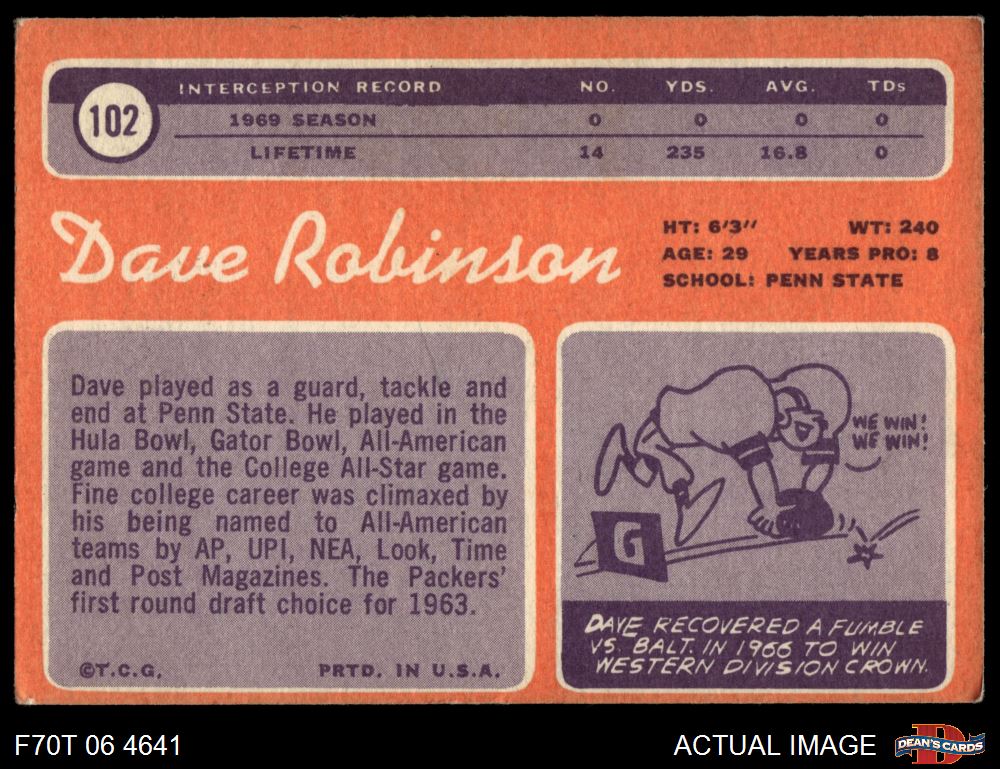 102
INTERCEPTION RECORD NO. YDS. AVG. TDs
1969 SEASON 0 0 0 0
LIFETIME 14 235 16.8 0
Dave Robinson
HT: 6'3" WT: 240
AGE: 29 YEARS PRO: 8
SCHOOL: PENN STATE
Dave played as a guard, tackle and
end at Penn State. He played in the
Hula Bowl, Gator Bowl, All-American
game and the College All-Star game.
Fine college career was climaxed by
his being named to All-American
teams by AP, UPI, NEA, Look, Time
and Post Magazines. The Packers'
first round draft choice for 1963.
©T.C.G. PRTD. IN U.S.A.
WE WIN!
WE WIN!
G
DAVE RECOVERED A FUMBLE
VS. BALT. IN 1966 TO WIN
WESTERN DIVISION CROWN.
F70T 06 4641
ACTUAL IMAGE
D
DEAN'S CARDS